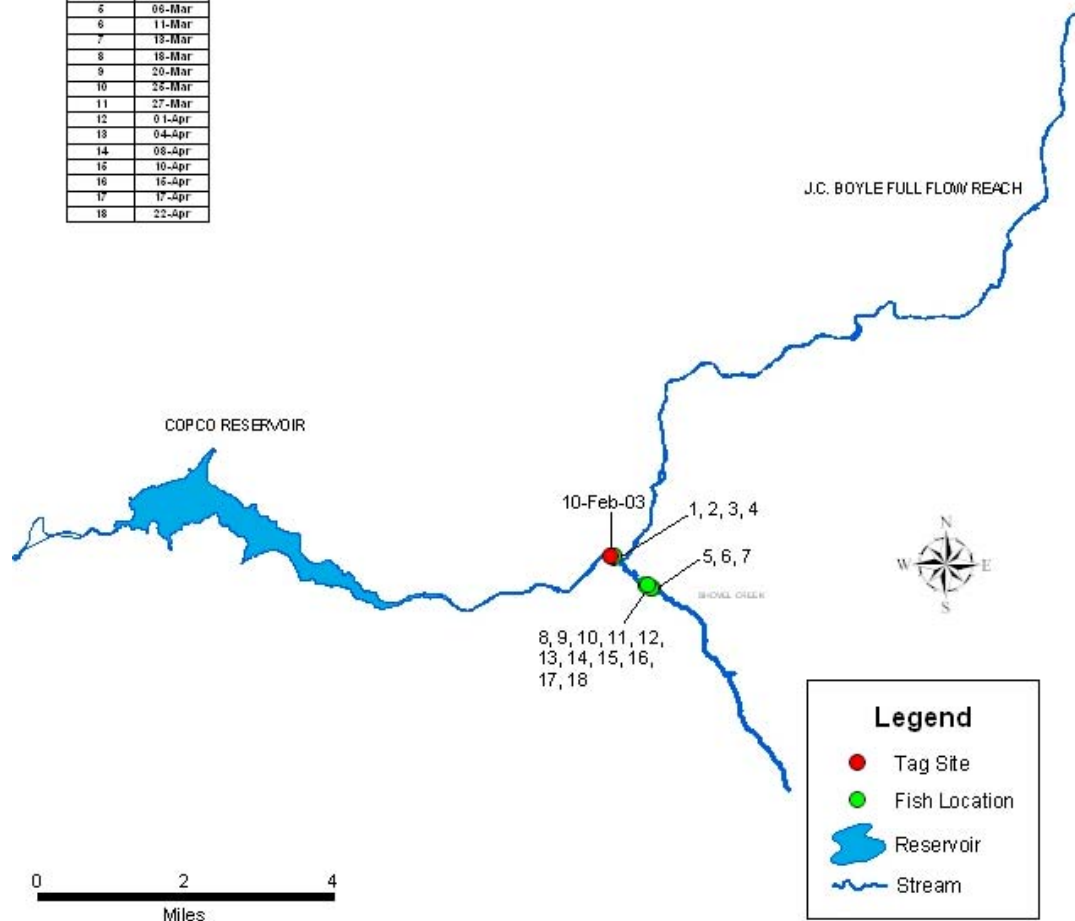 5 06-Mar
6 11-Mar
7 13-Mar
8 18-Mar
9 20-Mar
10 25-Mar
11 27-Mar
12 01-Apr
13 04-Apr
14 08-Apr
15 10-Apr
16 15-Apr
17 17-Apr
18 22-Apr
J.C. BOYLE FULL FLOW REACH
COPCO RESERVOIR
10-Feb-03
1, 2, 3, 4
5, 6, 7
SHOVEL CREEK
8, 9, 10, 11, 12,
13, 14, 15, 16,
17, 18
N
W E
S
Legend
Tag Site
Fish Location
Reservoir
Stream
0 2 4
Miles